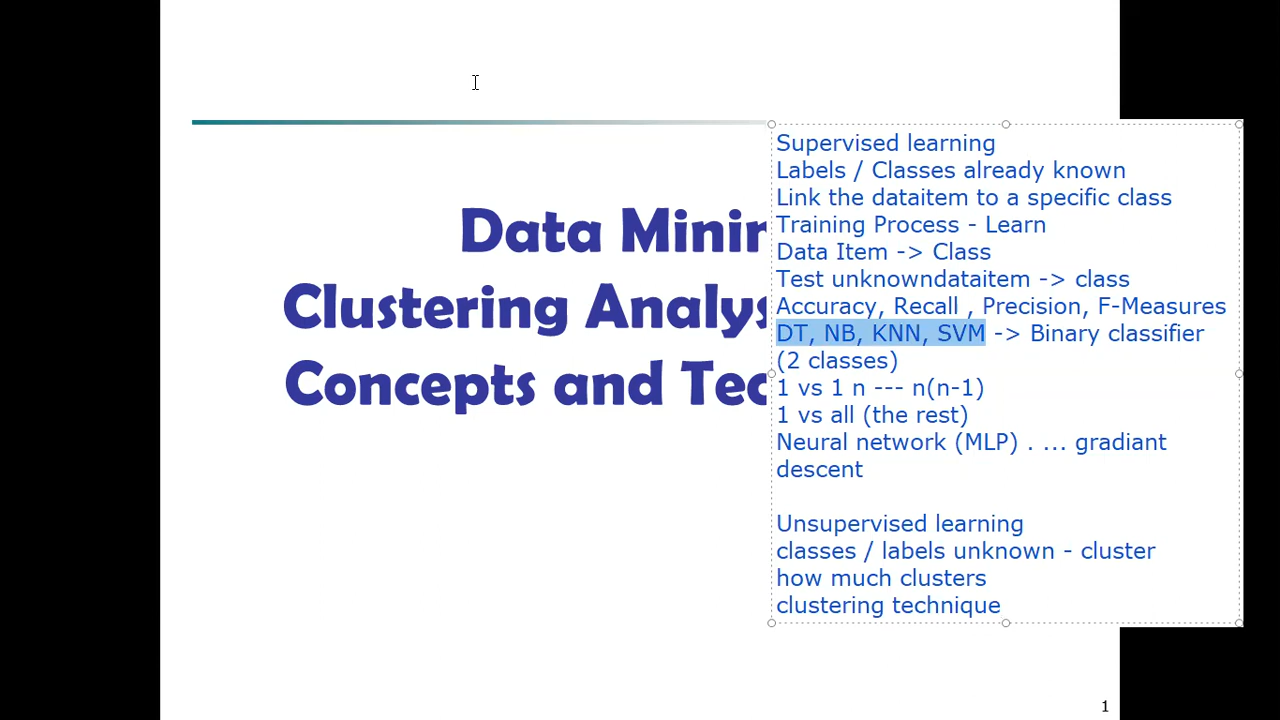 Data Minin
Clustering Analys
Concepts and Tec
Supervised learning
Labels / Classes already known
Link the dataitem to a specific class
Training Process - Learn
Data Item -> Class
Test unknowndataitem -> class
Accuracy, Recall , Precision, F-Measures
DT, NB, KNN, SVM -> Binary classifier
(2 classes)
1 vs 1 n --- n(n-1)
1 vs all (the rest)
Neural network (MLP) . ... gradiant
descent
Unsupervised learning
classes / labels unknown - cluster
how much clusters
clustering technique
1